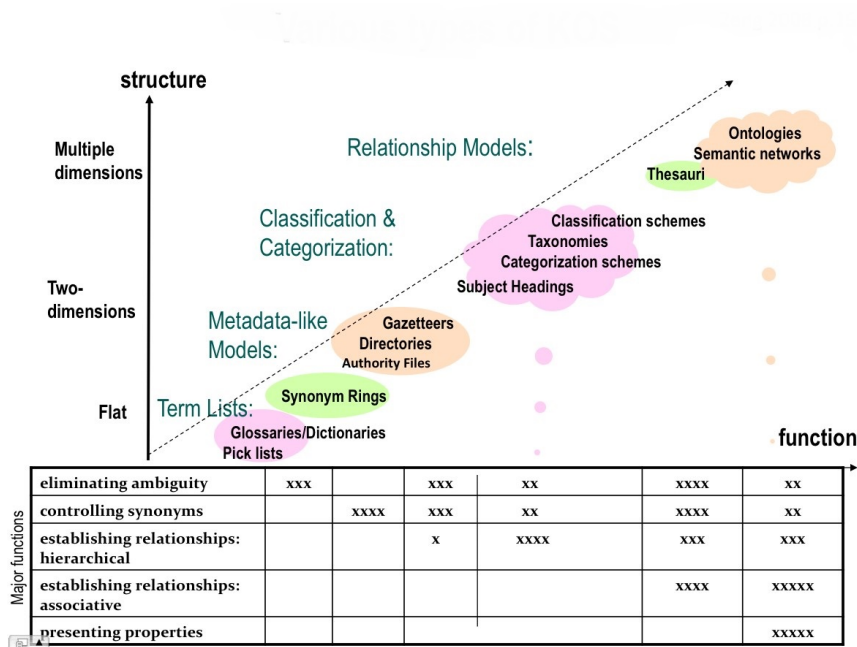 structure
Multiple
dimensions
Two-
dimensions
Flat
Relationship Models:
Ontologies
Semantic networks
Thesauri
Classification &
Categorization:
Classification schemes
Taxonomies
Categorization schemes
Subject Headings
Metadata-like
Models:
Gazetteers
Directories
Authority Files
Term Lists:
Synonym Rings
Glossaries/Dictionaries
Pick lists
function
Major functions
eliminating ambiguity xxx xxx xx xxxx xx
controlling synonyms xxxx xxx xx xxxx xx
establishing relationships: x xxxx xxx xxx
hierarchical
establishing relationships: xxxx xxxxx
associative
presenting properties xxxxx